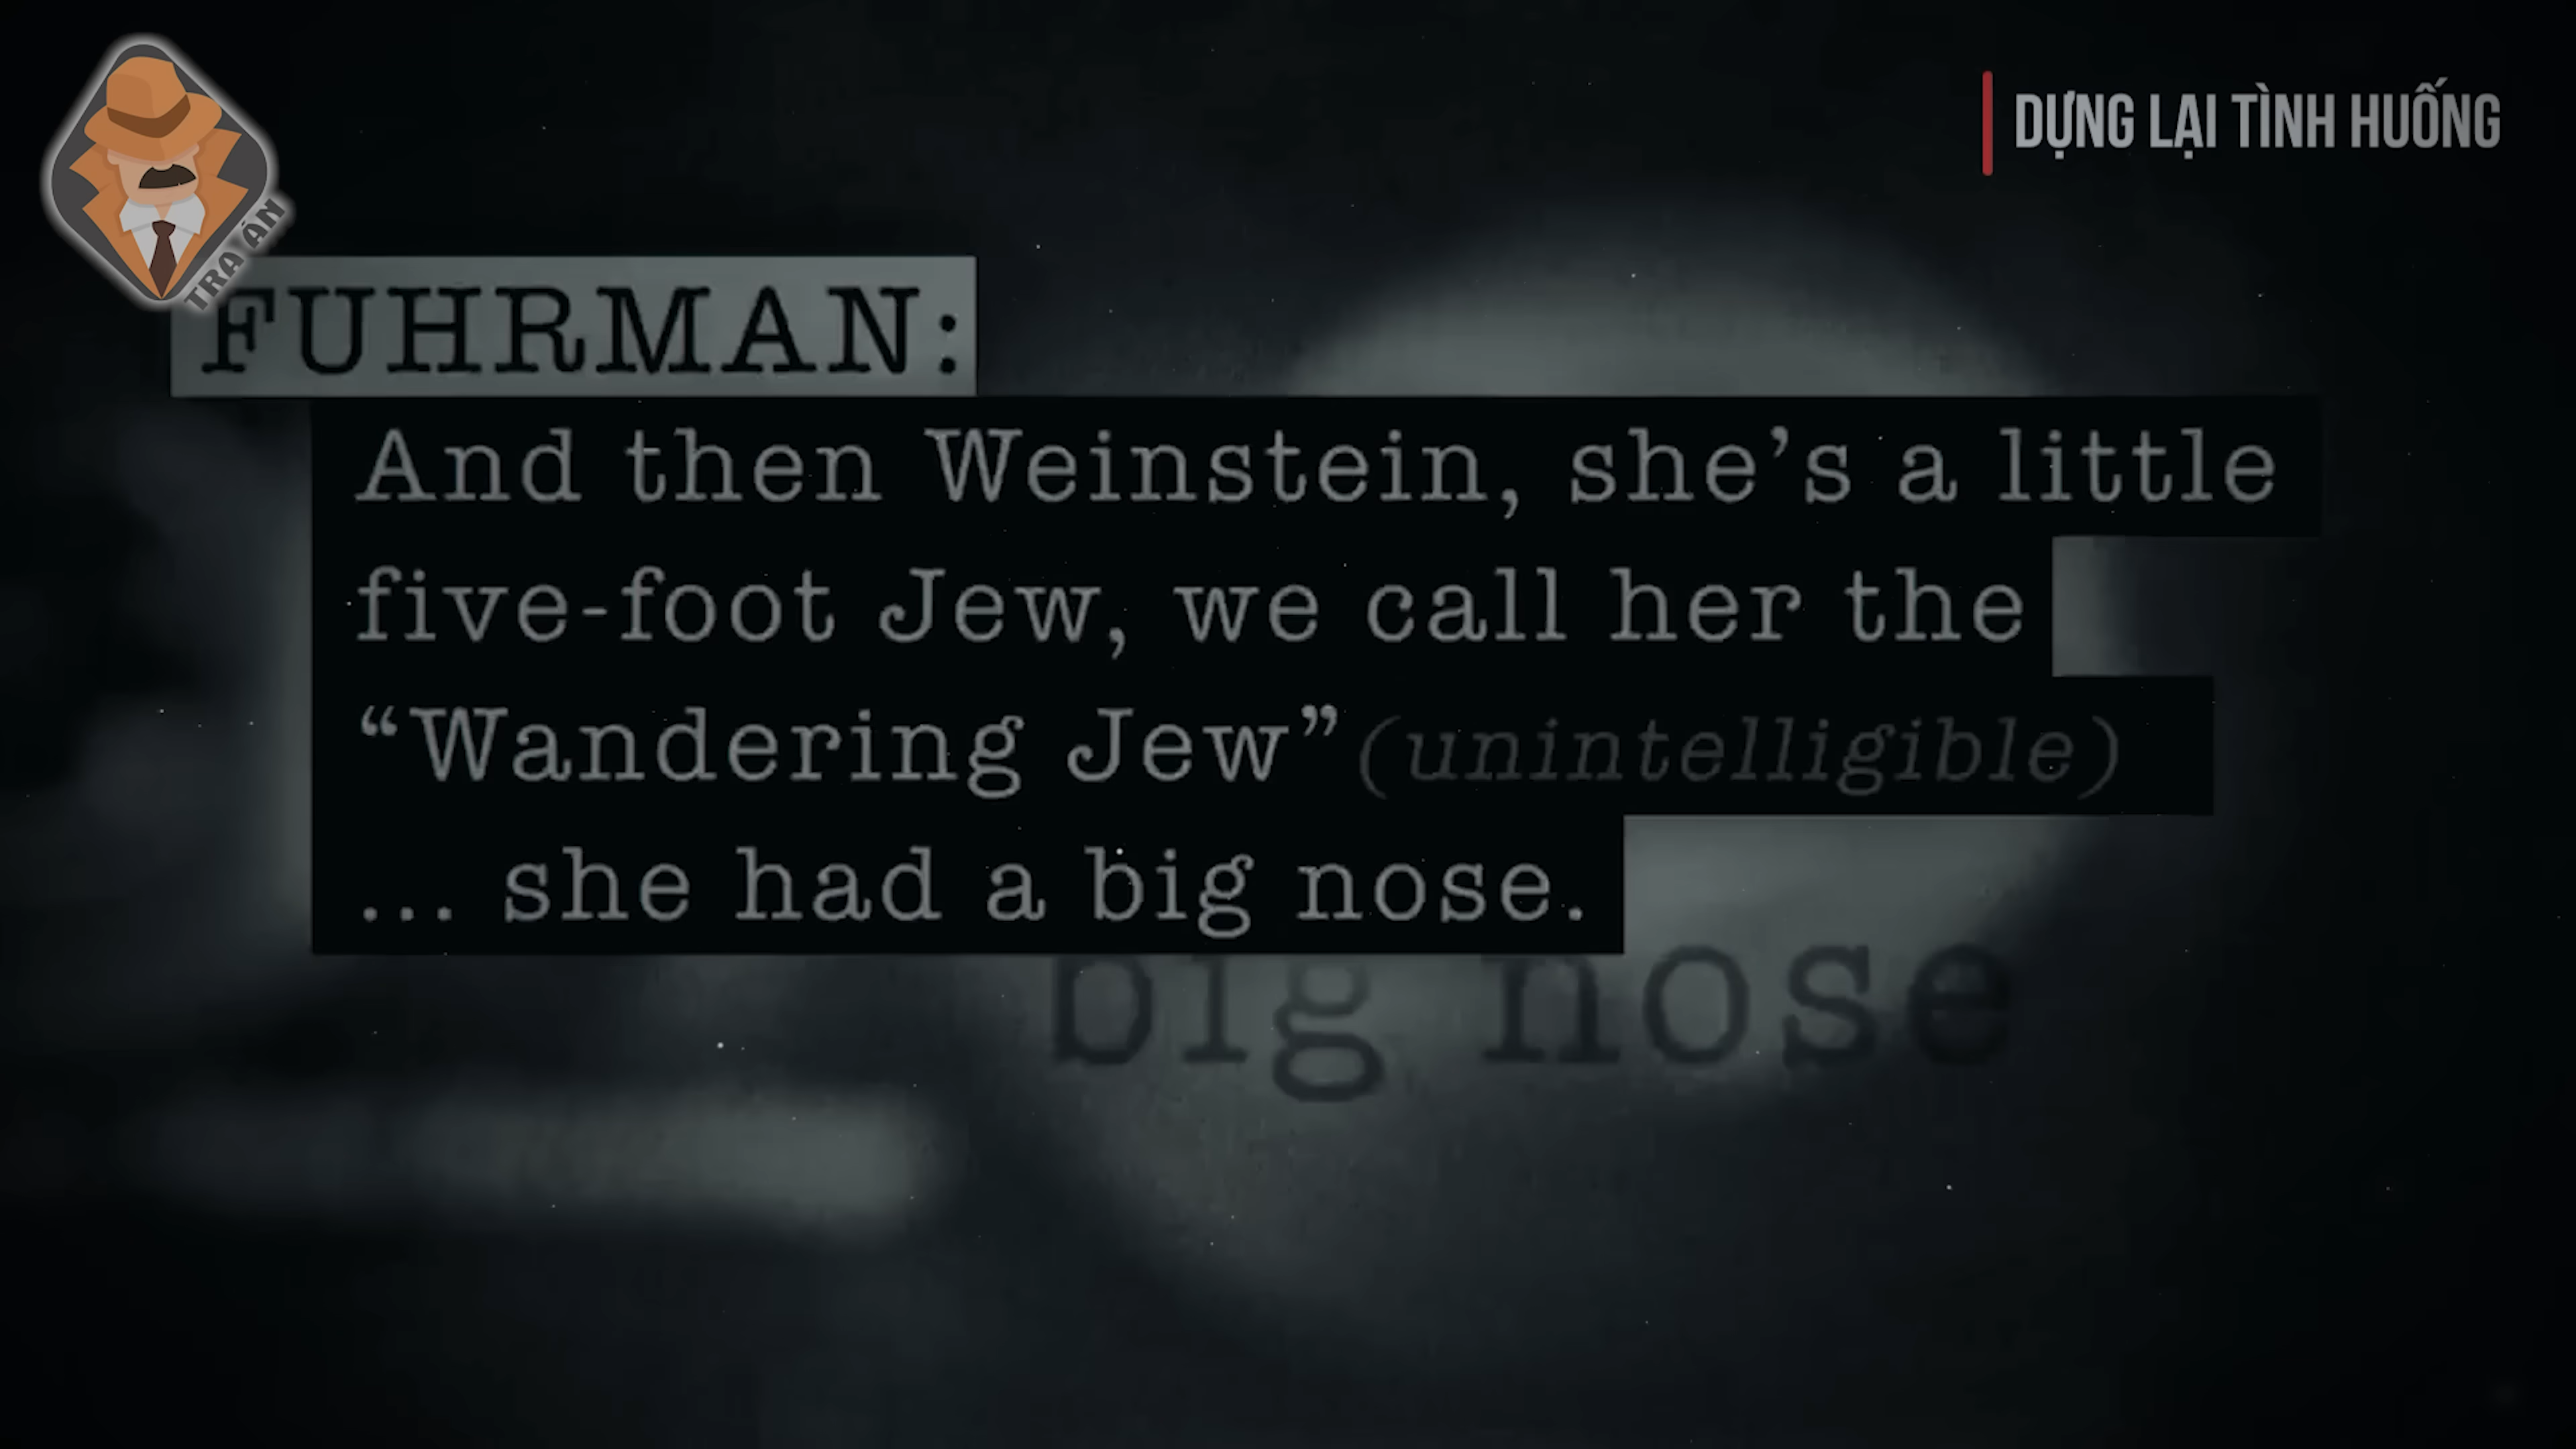 TRA ÁN
DỰNG LẠI TÌNH HUỐNG
FUHRMAN:
And then Weinstein, she’s a little
five-foot Jew, we call her the
“Wandering Jew” (unintelligible)
... she had a big nose.
big nose